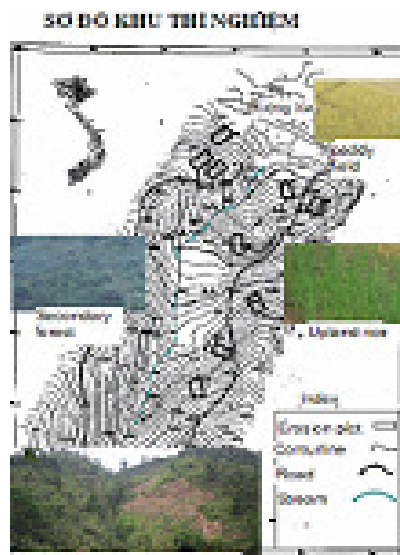 SƠ ĐỒ KHU THÍ NGHIỆM
paddy
field
Secondary
forest
Upland rice
Index
Erosion plot
Contourline
Road
Stream